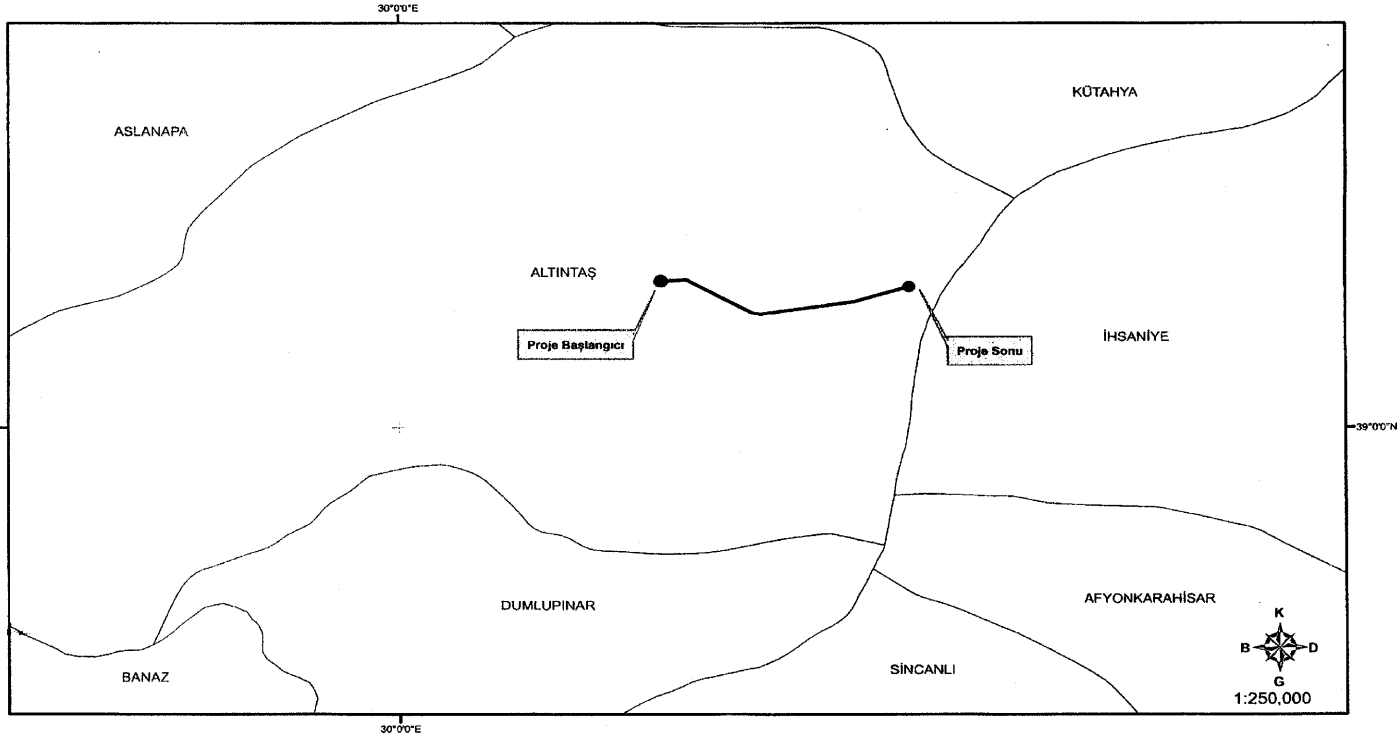 30°0'0"E
KÜTAHYA
ASLANAPA
ALTINTAŞ
İHSANİYE
Proje Başlangıcı
Proje Sonu
39°0'0"N
DUMLUPINAR
AFYONKARAHİSAR
K
B D
G
SİNCANLI
BANAZ
1:250,000
30°0'0"E